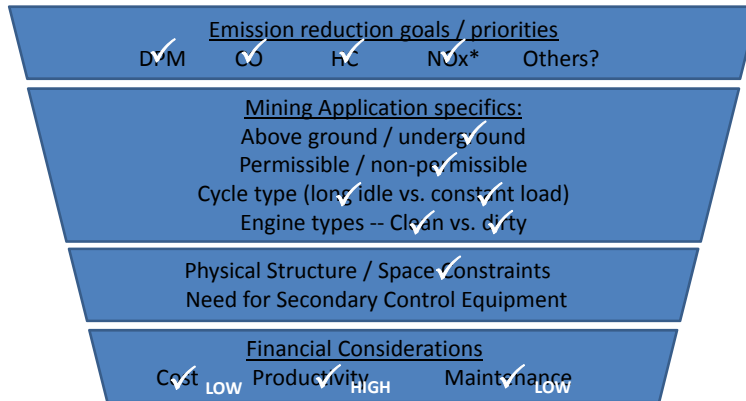 Emission reduction goals / priorities
DPM CO HC NOx* Others?
Mining Application specifics:
Above ground / underground
Permissible / non-permissible
Cycle type (long idle vs. constant load)
Engine types -- Clean vs. dirty
Physical Structure / Space Constraints
Need for Secondary Control Equipment
Financial Considerations
Cost LOW Productivity HIGH Maintenance LOW